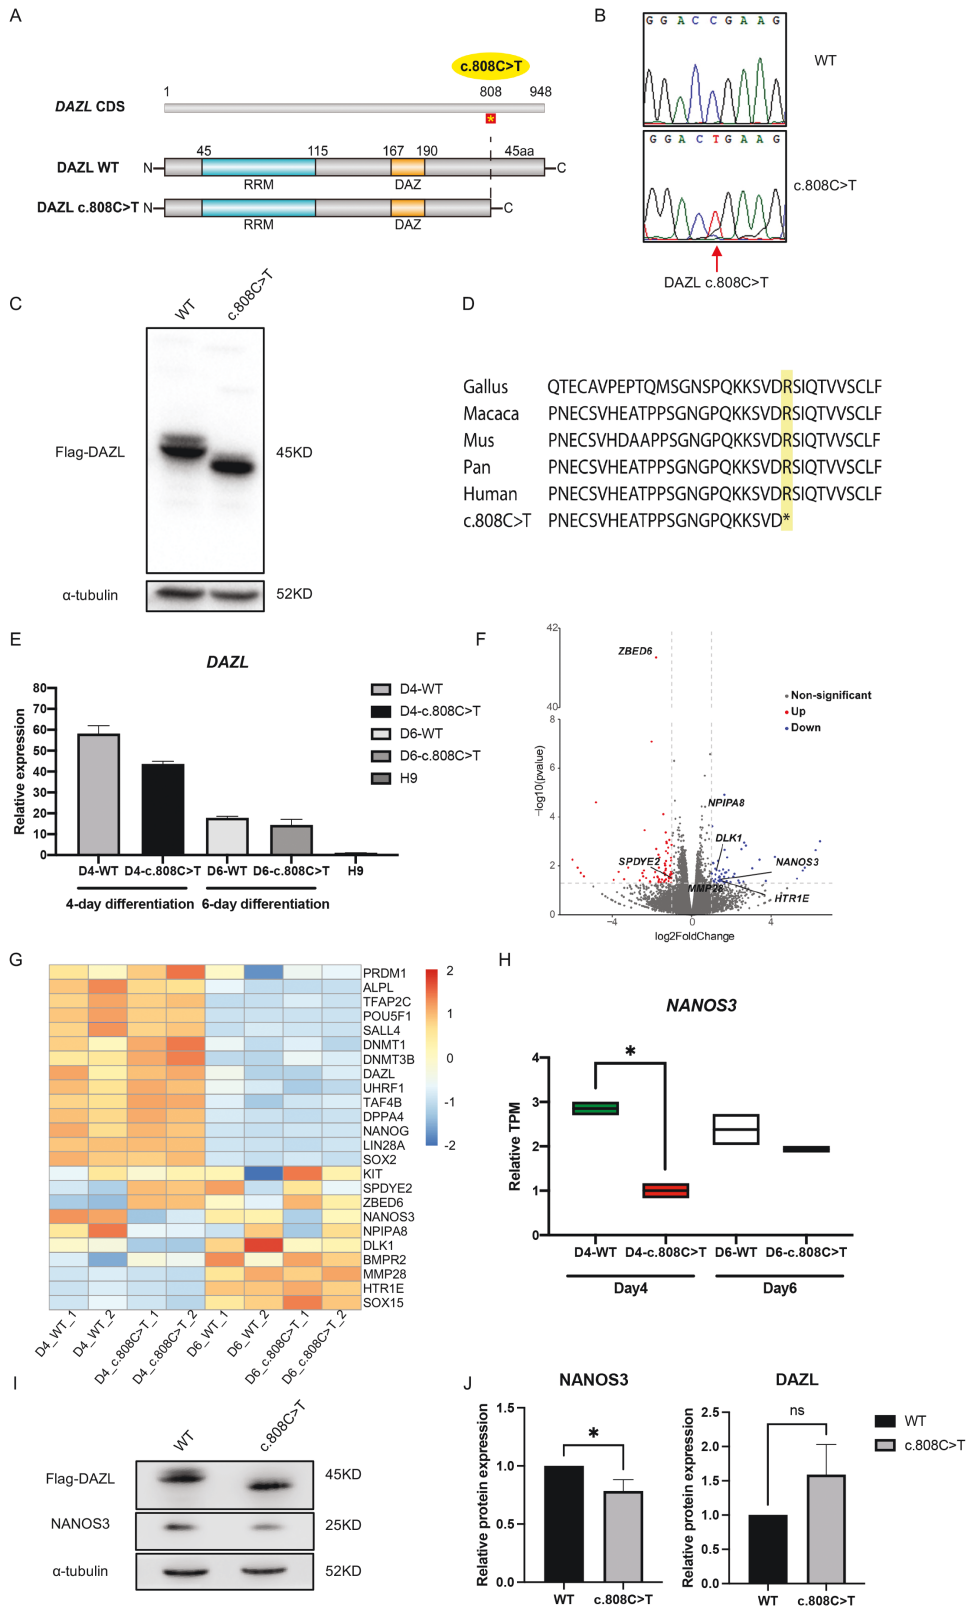 A
c.808C>T
1 808 948
DAZL CDS
*
45 115 167 190 45aa
DAZL WT N C
RRM DAZ
DAZL c.808C>T N C
RRM DAZ
B
G G A C C G A A G
WT
G G A C T G A A G
c.808C>T
DAZL c.808C>T
C
WT c.808C>T
Flag-DAZL 45KD
α-tubulin 52KD
D
Gallus QTECAVPEPTQMSGNSPQKKSVDRSIQTVVSCLF
Macaca PNECSVHEATPPSGNGPQKKSVDRSIQTVVSCLF
Mus PNECSVHDAAPPSGNGPQKKSVDRSIQTVVSCLF
Pan PNECSVHEATPPSGNGPQKKSVDRSIQTVVSCLF
Human PNECSVHEATPPSGNGPQKKSVDRSIQTVVSCLF
c.808C>T PNECSVHEATPPSGNGPQKKSVD*
E
DAZL
Relative expression
80
70
60
50
40
30
20
10
0
D4-WT D4-c.808C>T D6-WT D6-c.808C>T H9
4-day differentiation 6-day differentiation
D4-WT
D4-c.808C>T
D6-WT
D6-c.808C>T
H9
F
−log10(pvalue)
42
40
8
6
4
2
0
ZBED6
NPIPA8
DLK1
SPDYE2
NANOS3
MMP28
HTR1E
−4 0 4
log2FoldChange
Non-significant
Up
Down
G
PRDM1
ALPL
TFAP2C
POU5F1
SALL4
DNMT1
DNMT3B
DAZL
UHRF1
TAF4B
DPPA4
NANOG
LIN28A
SOX2
KIT
SPDYE2
ZBED6
NANOS3
NPIPA8
DLK1
BMPR2
MMP28
HTR1E
SOX15
2
1
0
-1
-2
D4_WT_1 D4_WT_2 D4_c.808C>T_1 D4_c.808C>T_2 D6_WT_1 D6_WT_2 D6_c.808C>T_1 D6_c.808C>T_2
H
NANOS3
Relative TPM
4
3
2
1
0
*
D4-WT D4-c.808C>T D6-WT D6-c.808C>T
Day4 Day6
I
WT c.808C>T
Flag-DAZL 45KD
NANOS3 25KD
α-tubulin 52KD
J
NANOS3
Relative protein expression
1.5
1.0
0.5
0.0
*
WT c.808C>T
DAZL
Relative protein expression
2.5
2.0
1.5
1.0
0.5
0.0
ns
WT c.808C>T
WT
c.808C>T